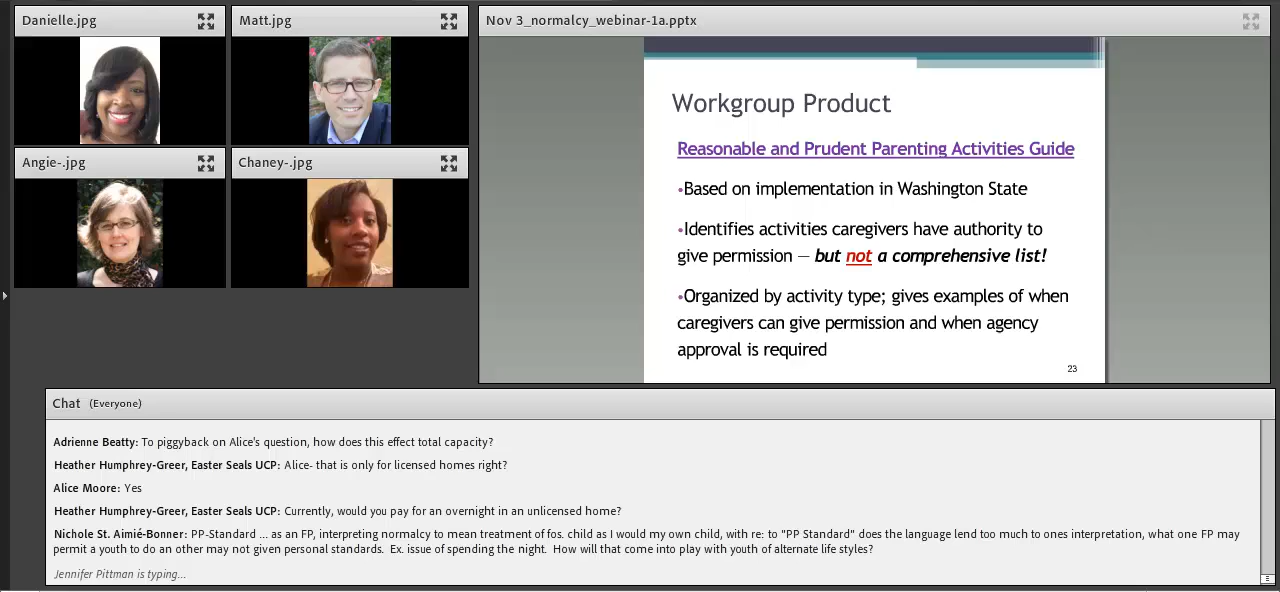 Danielle.jpg
Matt.jpg
Angie-.jpg
Chaney-.jpg
Nov 3_normalcy_webinar-1a.pptx
Workgroup Product
Reasonable and Prudent Parenting Activities Guide
•Based on implementation in Washington State
•Identifies activities caregivers have authority to
give permission — but not a comprehensive list!
•Organized by activity type; gives examples of when
caregivers can give permission and when agency
approval is required
23
Chat (Everyone)
Adrienne Beatty: To piggyback on Alice's question, how does this effect total capacity?
Heather Humphrey-Greer, Easter Seals UCP: Alice- that is only for licensed homes right?
Alice Moore: Yes
Heather Humphrey-Greer, Easter Seals UCP: Currently, would you pay for an overnight in an unlicensed home?
Nichole St. Aimié-Bonner: PP-Standard ... as an FP, interpreting normalcy to mean treatment of fos. child as I would my own child, with re: to "PP Standard" does the language lend too much to ones interpretation, what one FP may
permit a youth to do an other may not given personal standards. Ex. issue of spending the night. How will that come into play with youth of alternate life styles?
Jennifer Pittman is typing...